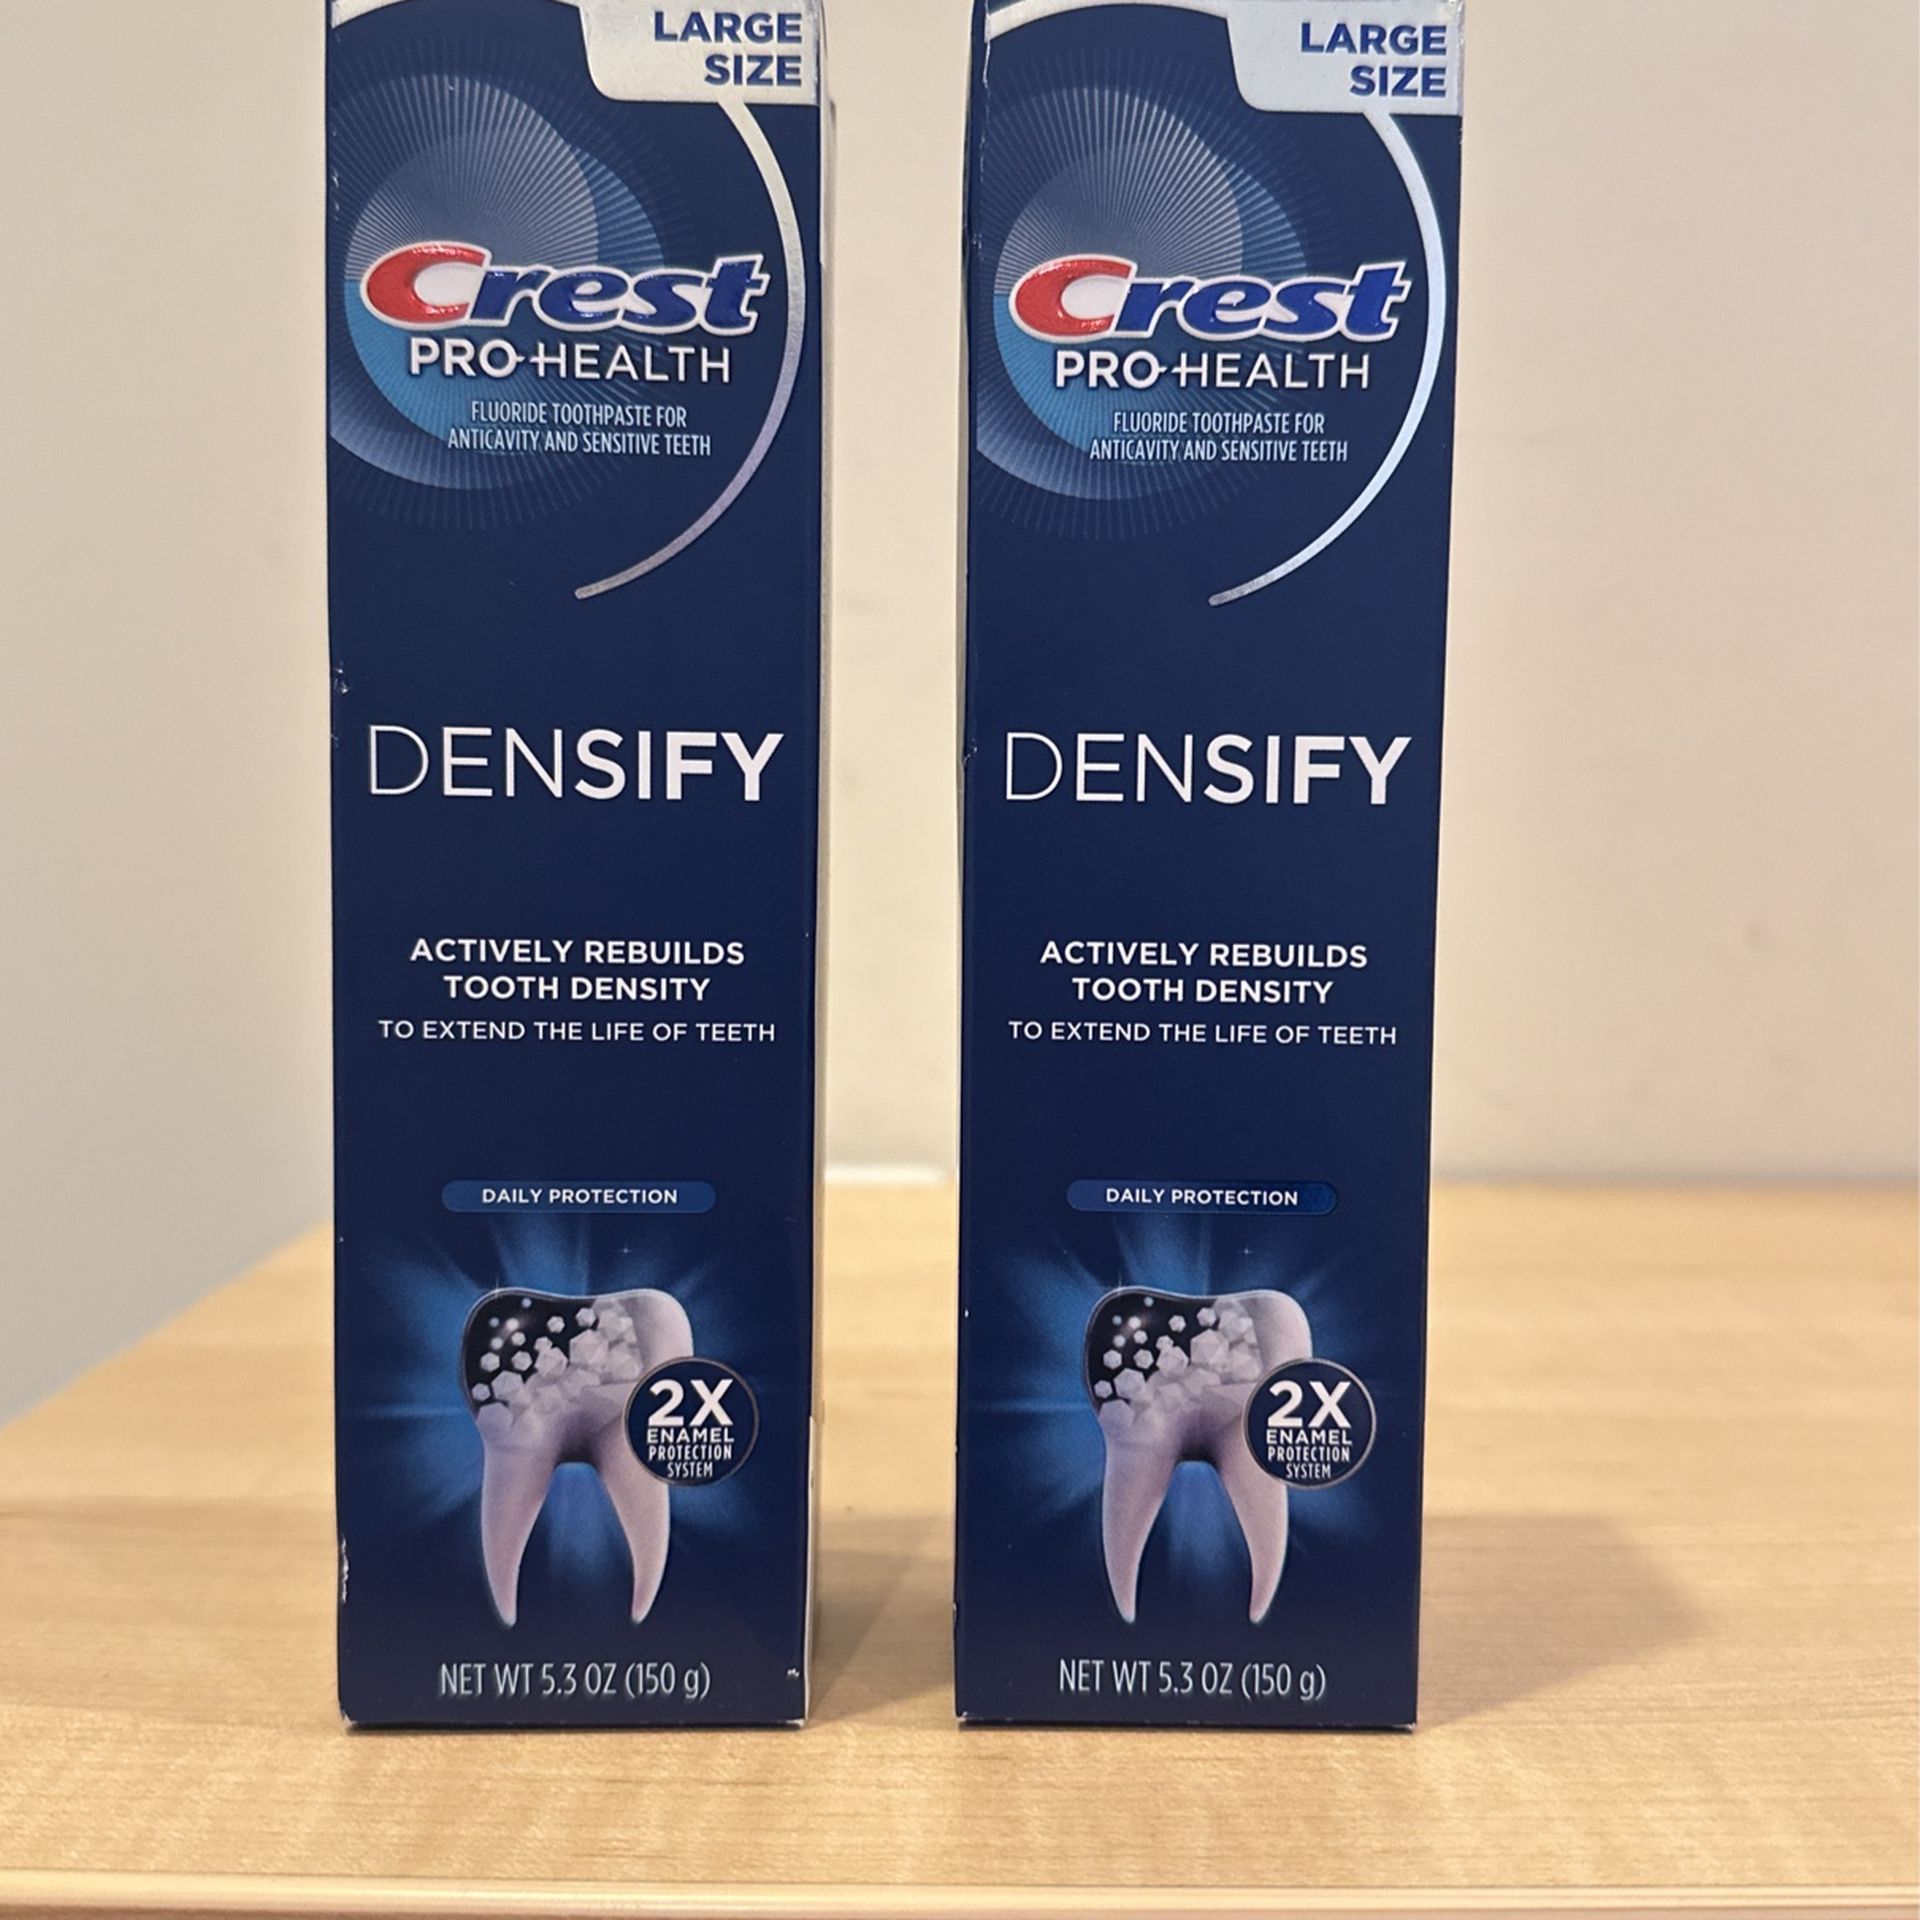 LARGE
SIZE
Crest
PRO-HEALTH
FLUORIDE TOOTHPASTE FOR
ANTICAVITY AND SENSITIVE TEETH
DENSIFY
ACTIVELY REBUILDS
TOOTH DENSITY
TO EXTEND THE LIFE OF TEETH
DAILY PROTECTION
2X
ENAMEL
PROTECTION
SYSTEM
NET WT 5.3 OZ (150 g)
LARGE
SIZE
Crest
PRO-HEALTH
FLUORIDE TOOTHPASTE FOR
ANTICAVITY AND SENSITIVE TEETH
DENSIFY
ACTIVELY REBUILDS
TOOTH DENSITY
TO EXTEND THE LIFE OF TEETH
DAILY PROTECTION
2X
ENAMEL
PROTECTION
SYSTEM
NET WT 5.3 OZ (150 g)